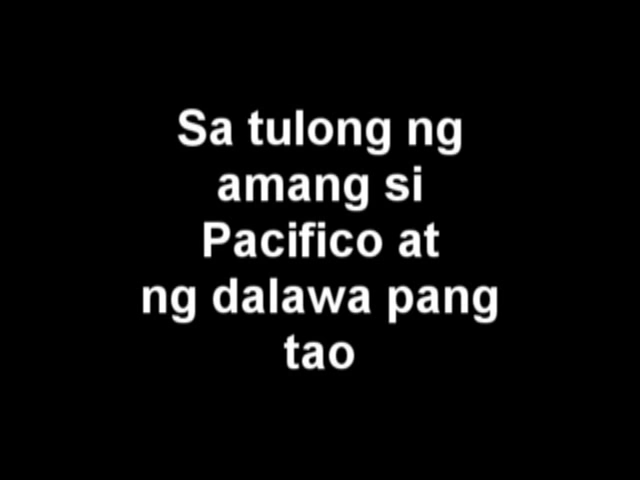 Sa tulong ng
amang si
Pacifico at
ng dalawa pang
tao